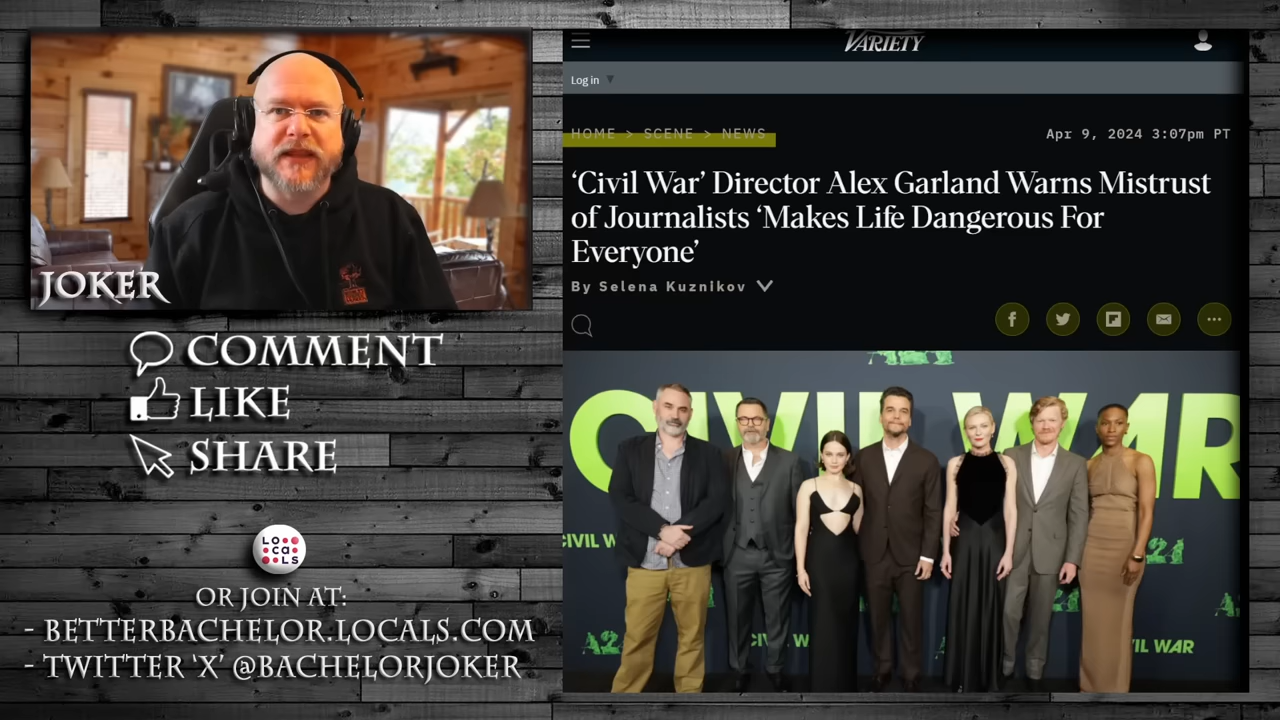 JOKER
COMMENT
LIKE
SHARE
LOCALS
OR JOIN AT:
- BETTERBACHELOR.LOCALS.COM
- TWITTER 'X' @BACHELORJOKER
VARIETY
Log in
HOME > SCENE > NEWS
Apr 9, 2024 3:07pm PT
‘Civil War’ Director Alex Garland Warns Mistrust
of Journalists ‘Makes Life Dangerous For
Everyone’
By Selena Kuznikov
CIVIL WAR
CIVIL W
A24
A24
CIVIL W
WAR